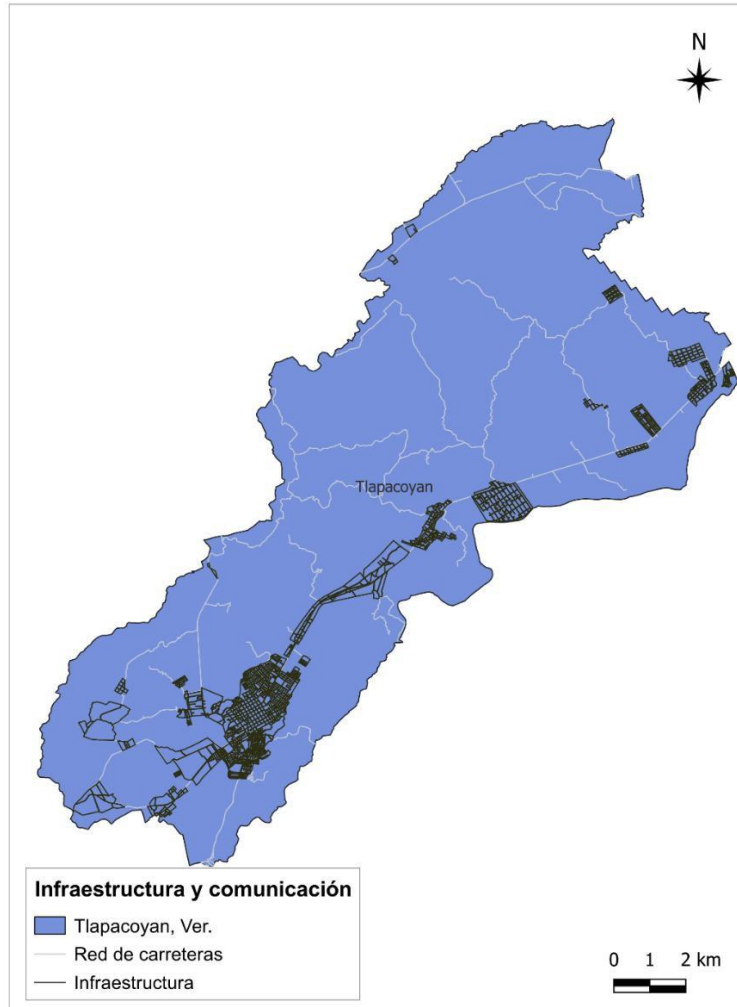 N
Tlapacoyan
Infraestructura y comunicación
Tlapacoyan, Ver.
Red de carreteras
Infraestructura
0 1 2 km